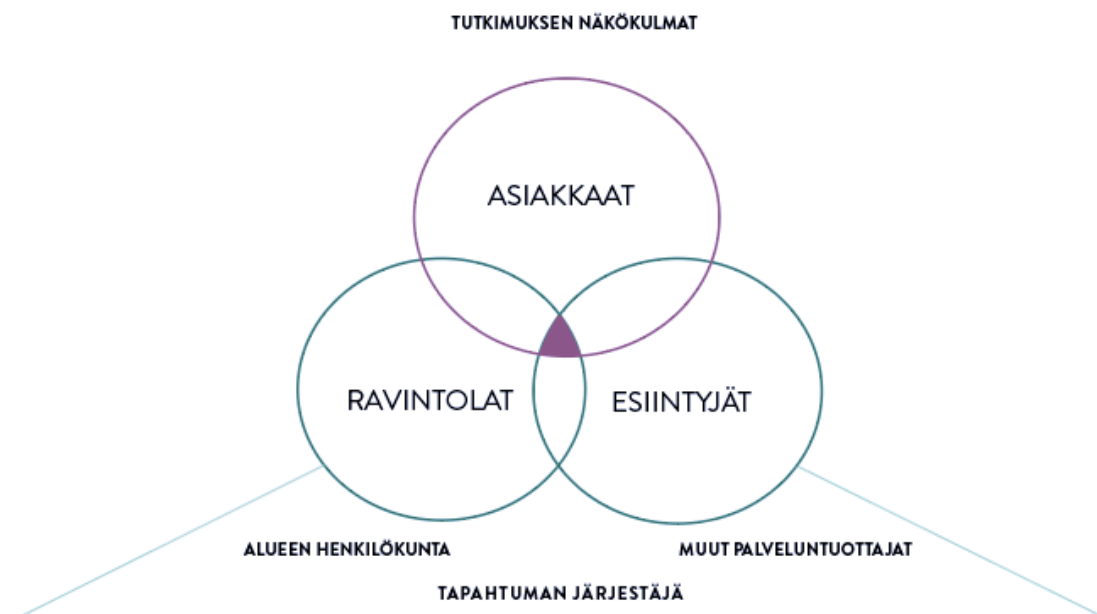 TUTKIMUKSEN NÄKÖKULMAT
ASIAKKAAT
RAVINTOLAT
ESIINTYJÄT
ALUEEN HENKILÖKUNTA
MUUT PALVELUNTUOTTAJAT
TAPAHTUMAN JÄRJESTÄJÄ